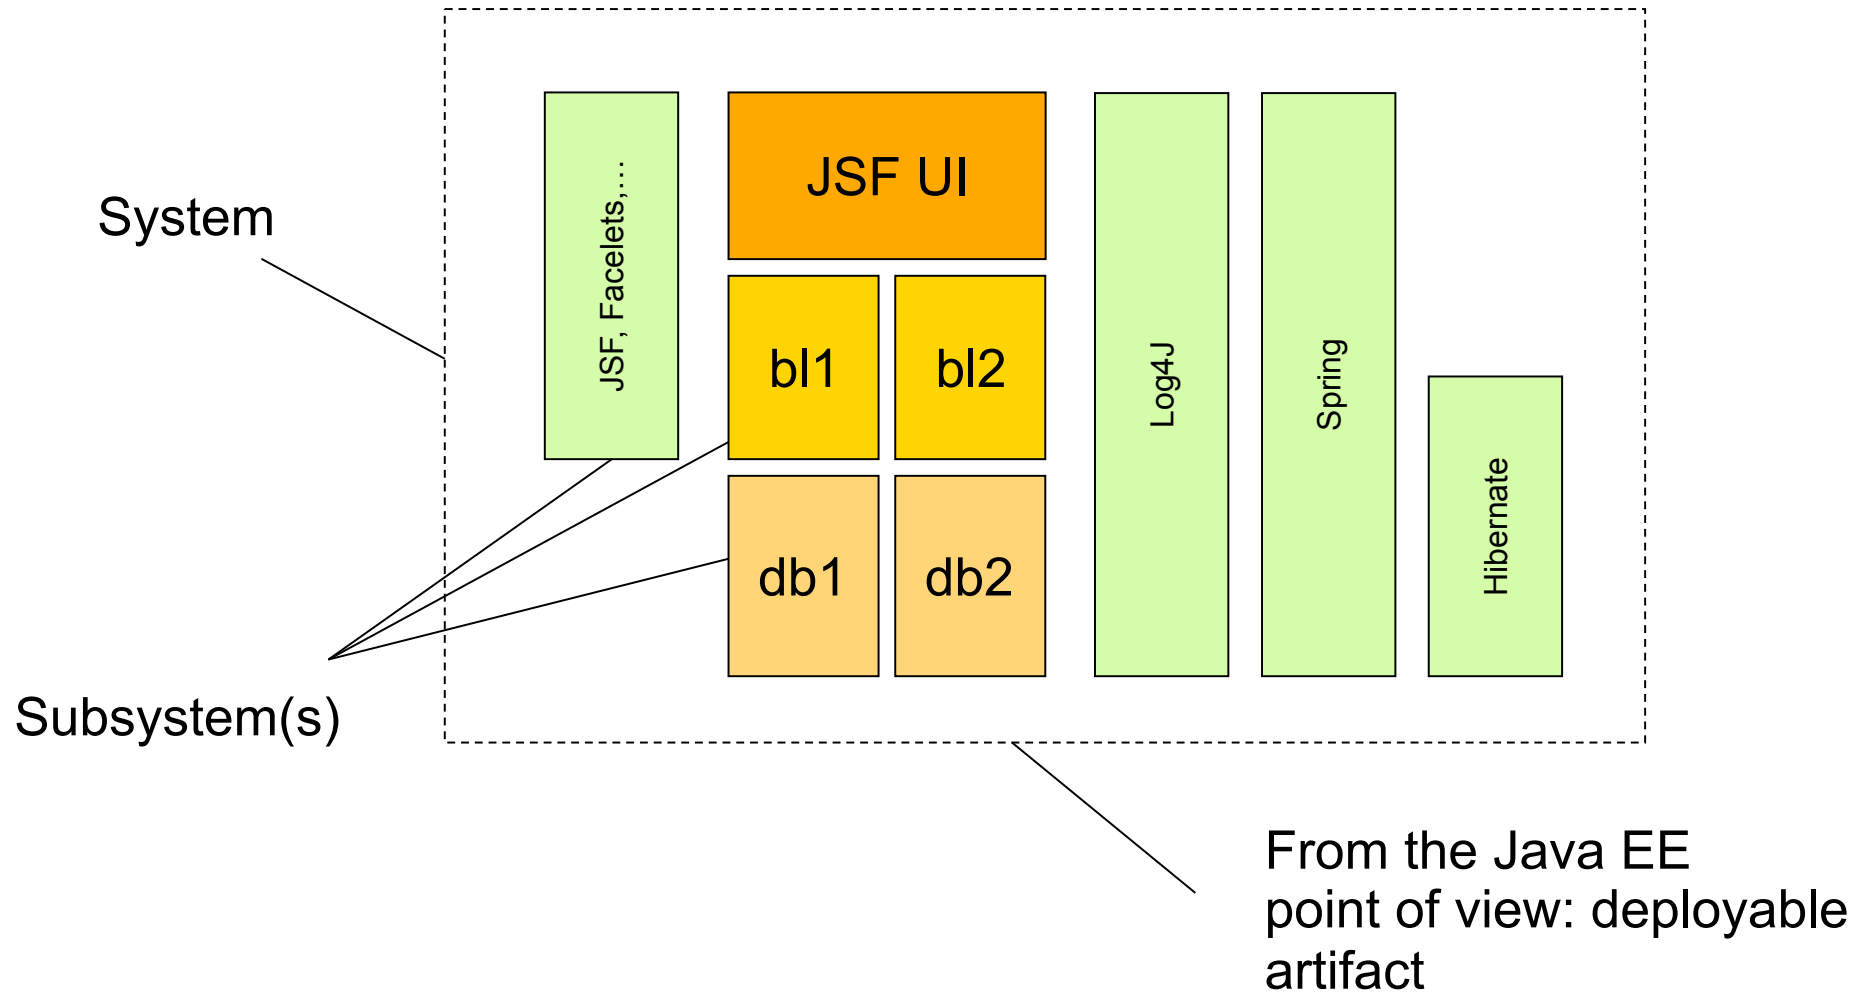 System
JSF, Facelets,...
JSF UI
bl1
bl2
db1
db2
Log4J
Spring
Hibernate
Subsystem(s)
From the Java EE
point of view: deployable
artifact